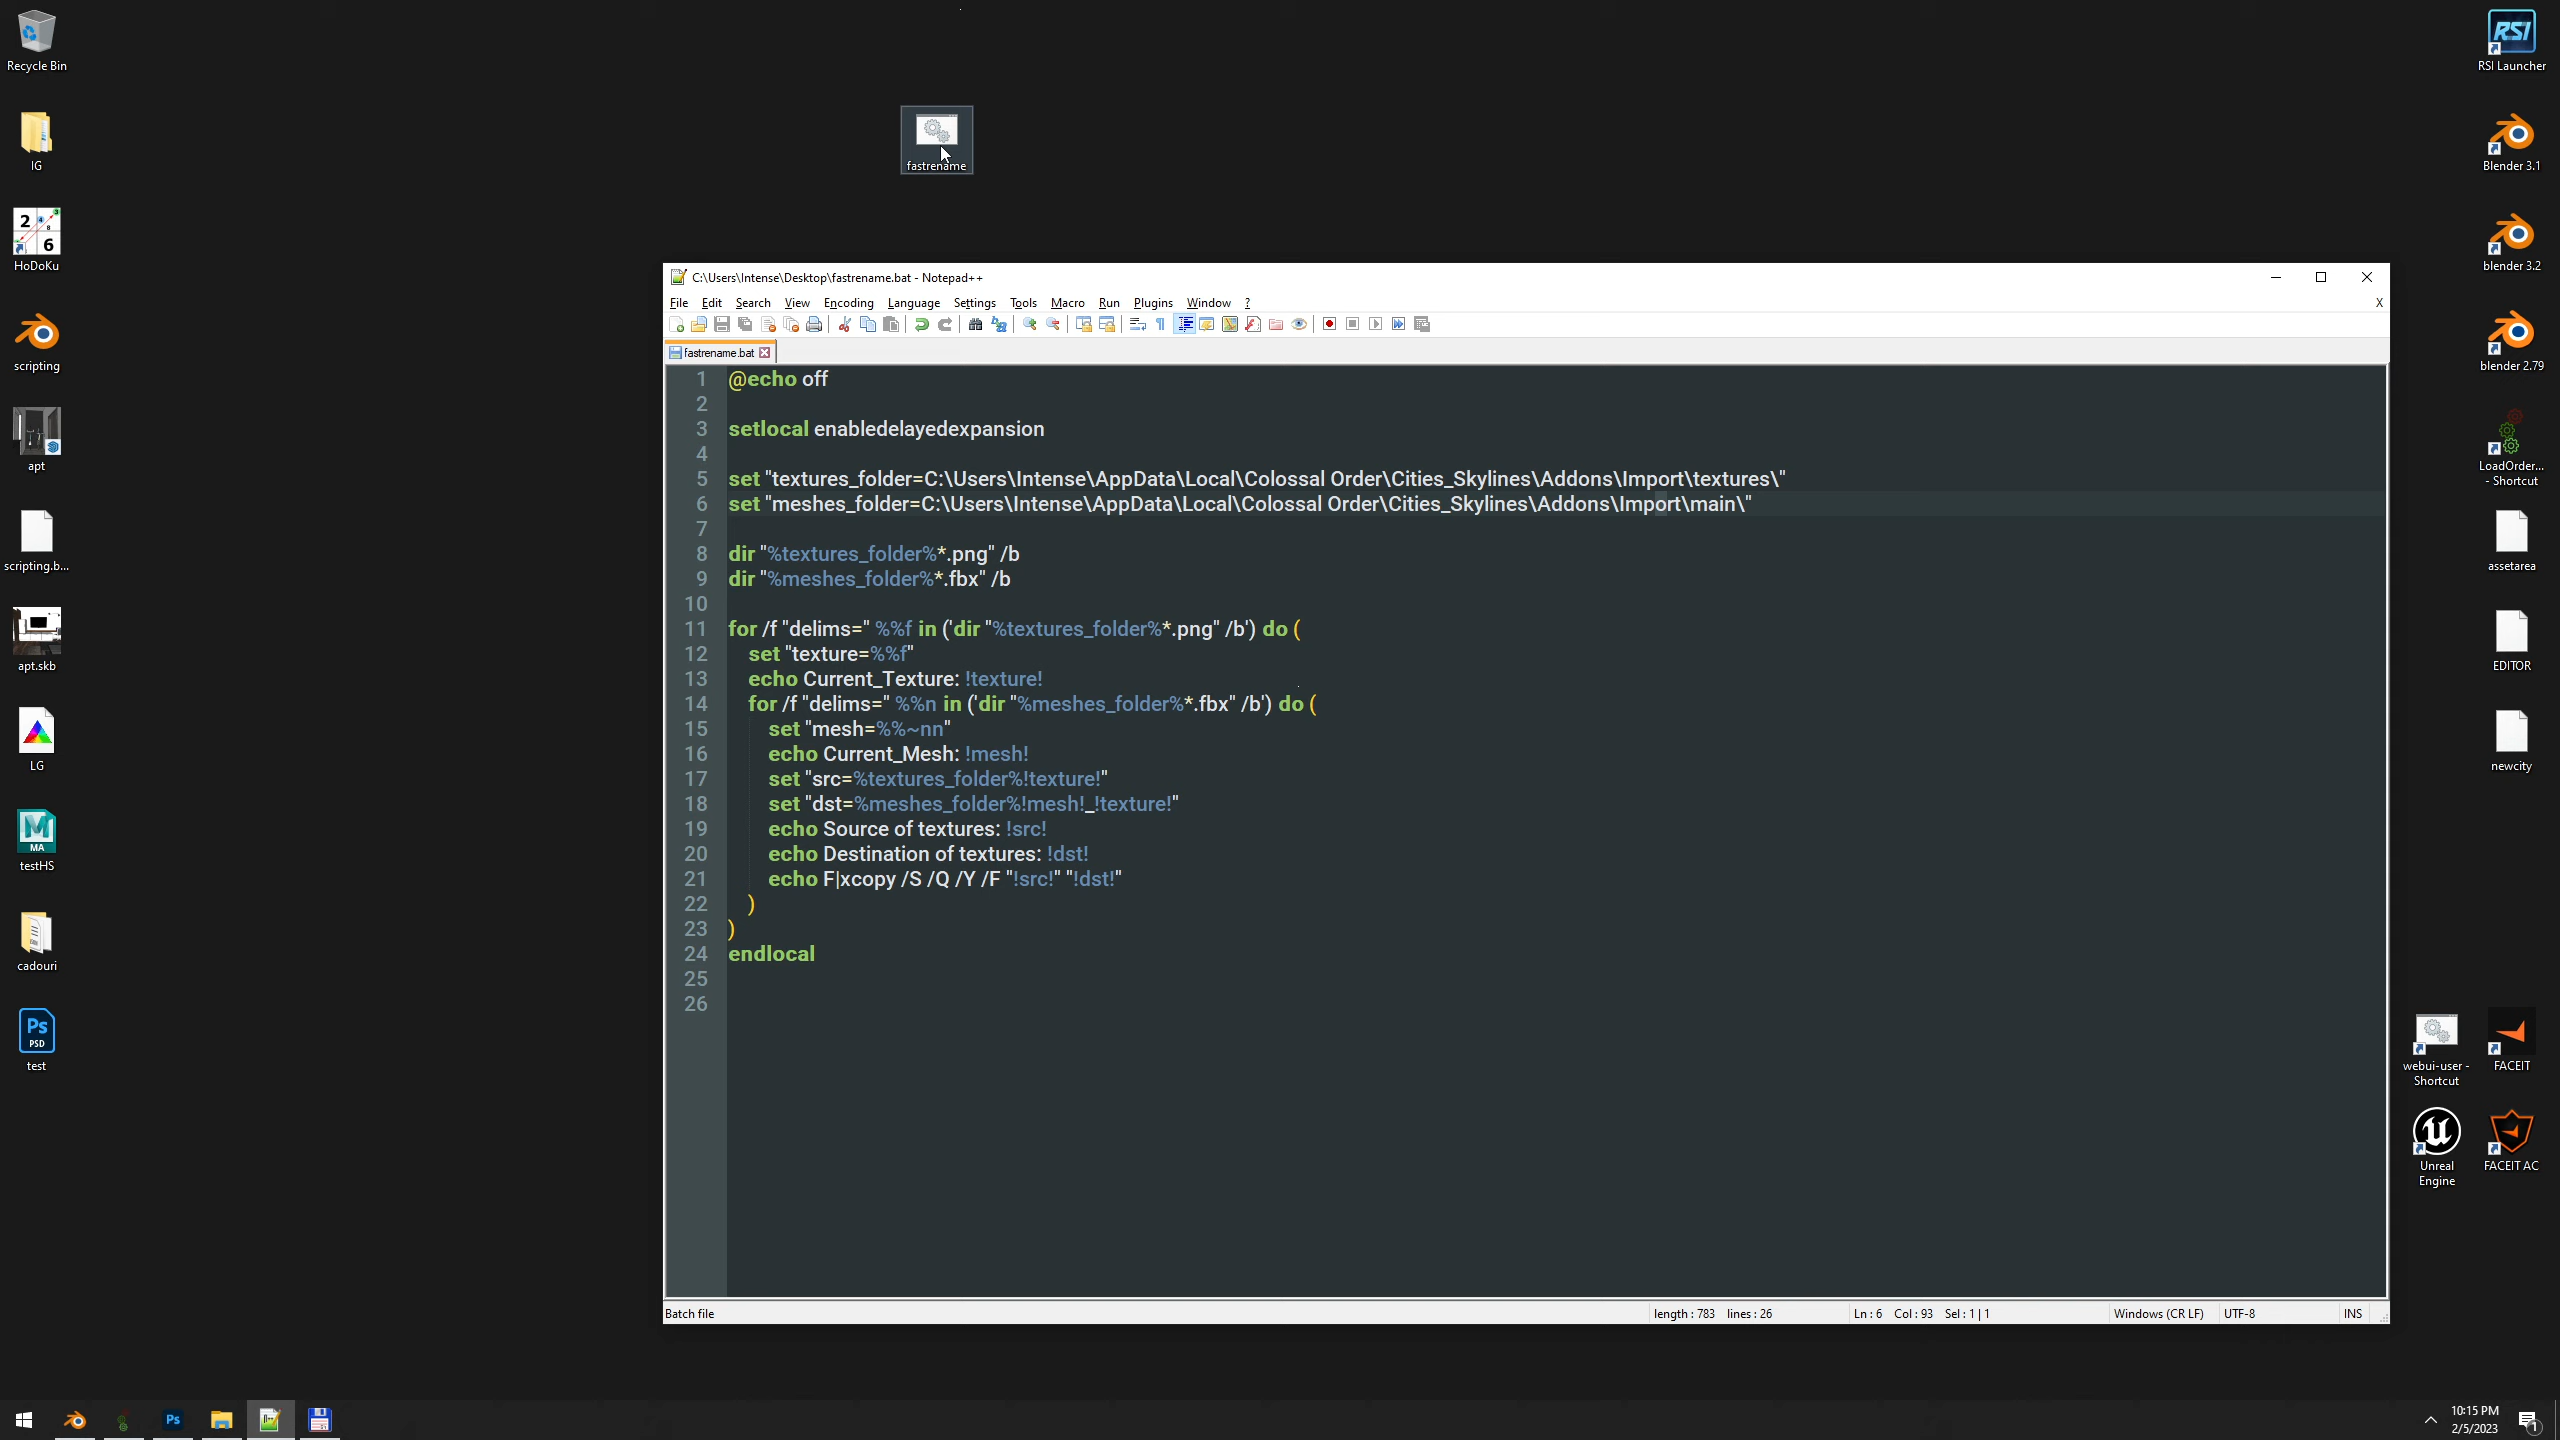 Recycle Bin
IG
2
6
HoDoKu
scripting
apt
scripting.b...
apt.skb
LG
MA
testHS
cadouri
Ps
PSD
test
fastrename
C:\Users\Intense\Desktop\fastrename.bat - Notepad++
File Edit Search View Encoding Language Settings Tools Macro Run Plugins Window ? X
fastrename.bat
1 @echo off
2
3 setlocal enabledelayedexpansion
4
5 set "textures_folder=C:\Users\Intense\AppData\Local\Colossal Order\Cities_Skylines\Addons\Import\textures\"
6 set "meshes_folder=C:\Users\Intense\AppData\Local\Colossal Order\Cities_Skylines\Addons\Import\main\"
7
8 dir "%textures_folder%*.png" /b
9 dir "%meshes_folder%*.fbx" /b
10
11 for /f "delims=" %%f in ('dir "%textures_folder%*.png" /b') do (
12 set "texture=%%f"
13 echo Current_Texture: !texture!
14 for /f "delims=" %%n in ('dir "%meshes_folder%*.fbx" /b') do (
15 set "mesh=%%~nn"
16 echo Current_Mesh: !mesh!
17 set "src=%textures_folder%!texture!"
18 set "dst=%meshes_folder%!mesh!_!texture!"
19 echo Source of textures: !src!
20 echo Destination of textures: !dst!
21 echo F|xcopy /S /Q /Y /F "!src!" "!dst!"
22 )
23 )
24 endlocal
25
26
Batch file length : 783 lines : 26 Ln : 6 Col : 93 Sel : 1 | 1 Windows (CR LF) UTF-8 INS
RSI
RSI Launcher
Blender 3.1
blender 3.2
blender 2.79
LoadOrder...
- Shortcut
assetarea
EDITOR
newcity
webui-user -
Shortcut
FACEIT
Unreal
Engine
FACEIT AC
Ps
10:15 PM
2/5/2023
1